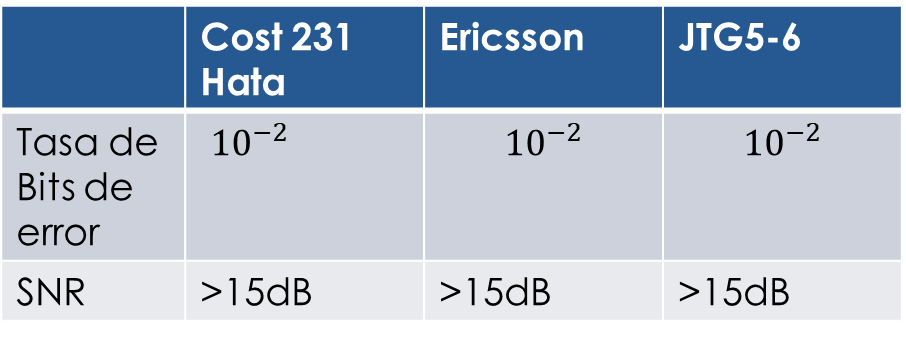 Cost 231 Hata
Ericsson
JTG5-6
Tasa de Bits de error
10⁻²
10⁻²
10⁻²
SNR
>15dB
>15dB
>15dB